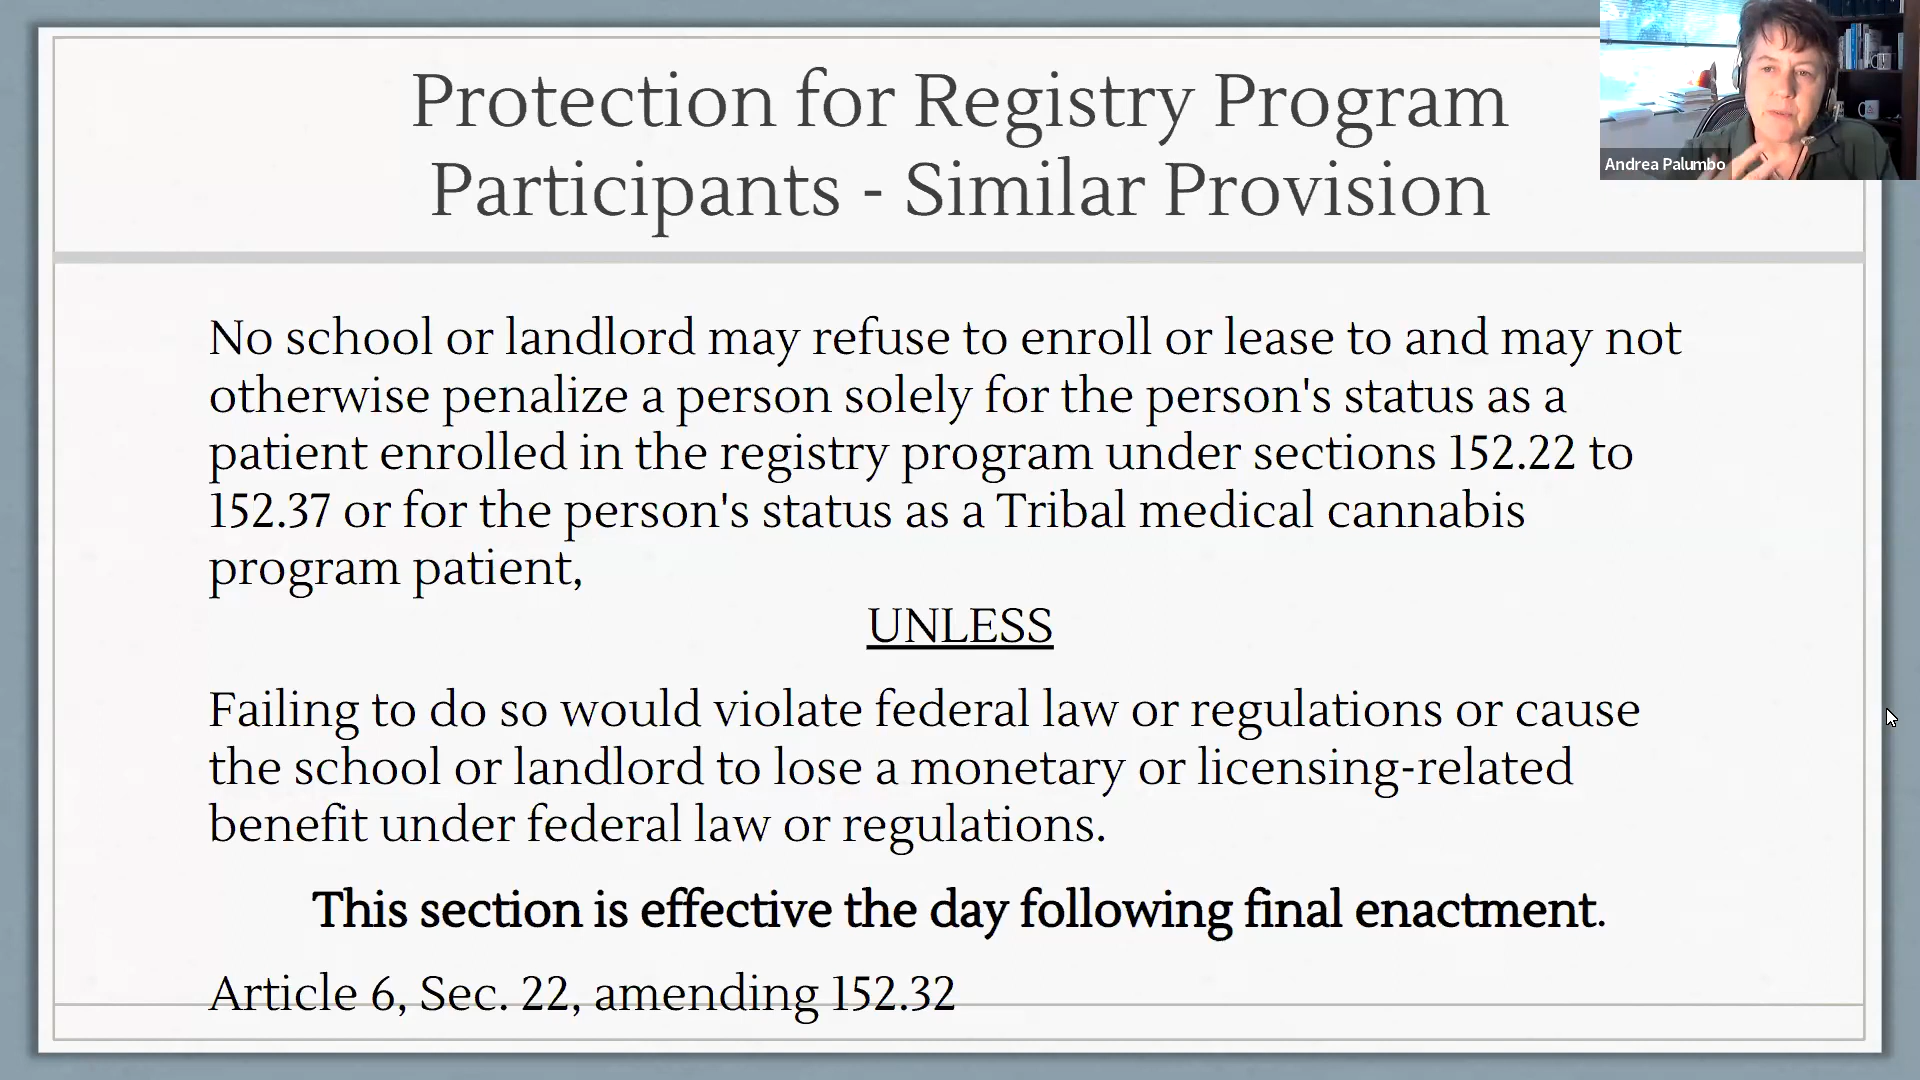 Protection for Registry Program
Participants - Similar Provision
Andrea Palumbo
No school or landlord may refuse to enroll or lease to and may not
otherwise penalize a person solely for the person's status as a
patient enrolled in the registry program under sections 152.22 to
152.37 or for the person's status as a Tribal medical cannabis
program patient,
UNLESS
Failing to do so would violate federal law or regulations or cause
the school or landlord to lose a monetary or licensing-related
benefit under federal law or regulations.
This section is effective the day following final enactment.
Article 6, Sec. 22, amending 152.32